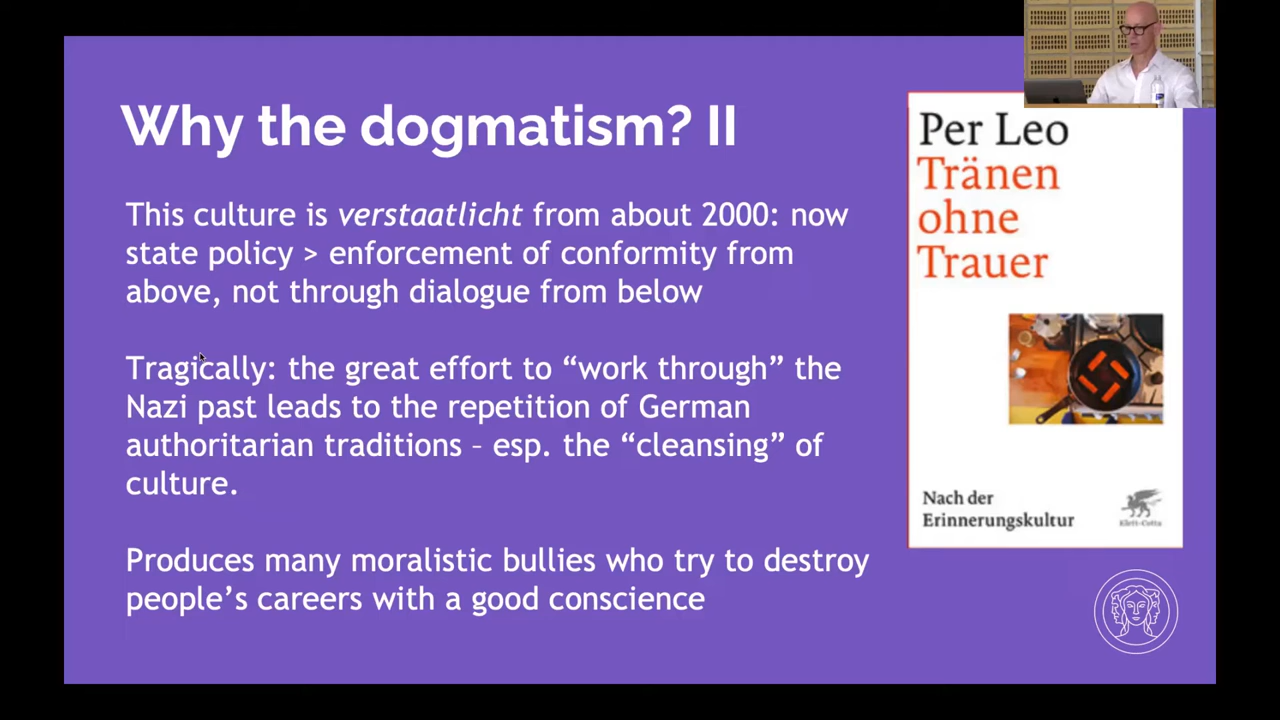 Why the dogmatism? II
This culture is verstaatlicht from about 2000: now
state policy > enforcement of conformity from
above, not through dialogue from below
Tragically: the great effort to “work through” the
Nazi past leads to the repetition of German
authoritarian traditions – esp. the “cleansing” of
culture.
Produces many moralistic bullies who try to destroy
people’s careers with a good conscience
Per Leo
Tränen
ohne
Trauer
Nach der
Erinnerungskultur
Klett-Cotta